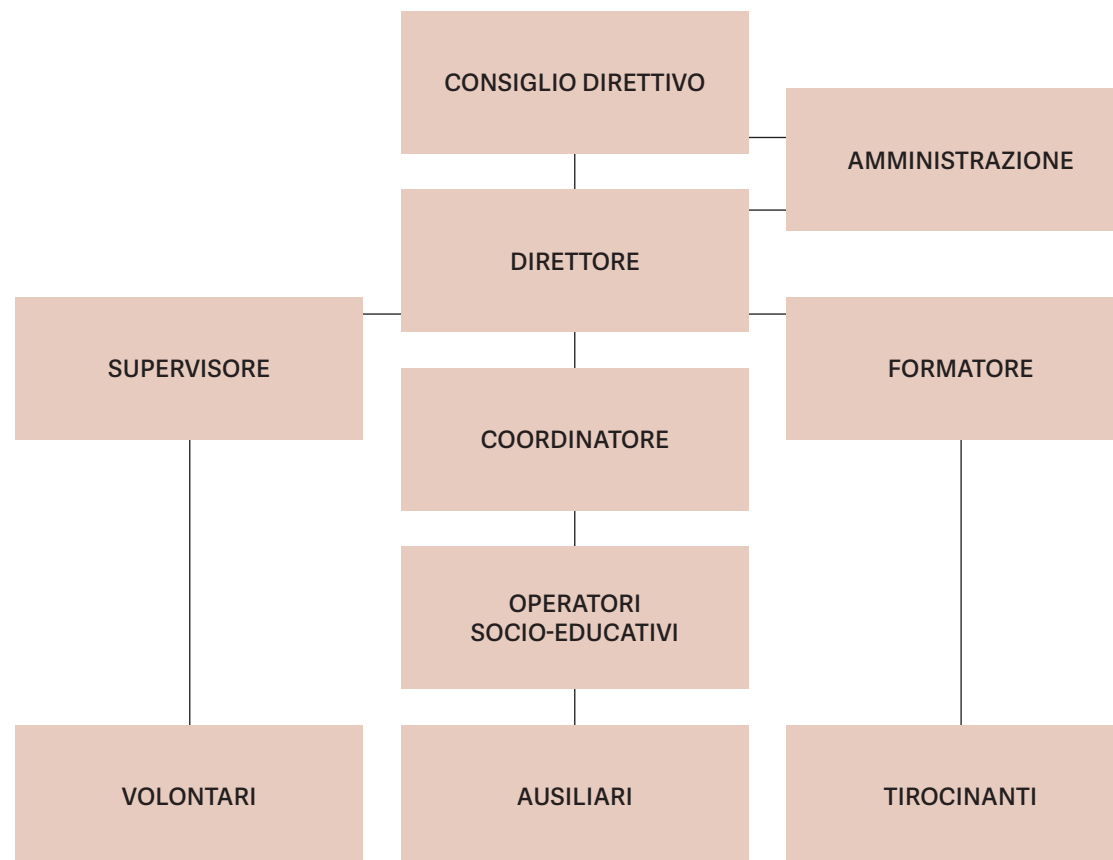 CONSIGLIO DIRETTIVO
AMMINISTRAZIONE
DIRETTORE
SUPERVISORE
FORMATORE
COORDINATORE
OPERATORI
SOCIO-EDUCATIVI
VOLONTARI
AUSILIARI
TIROCINANTI